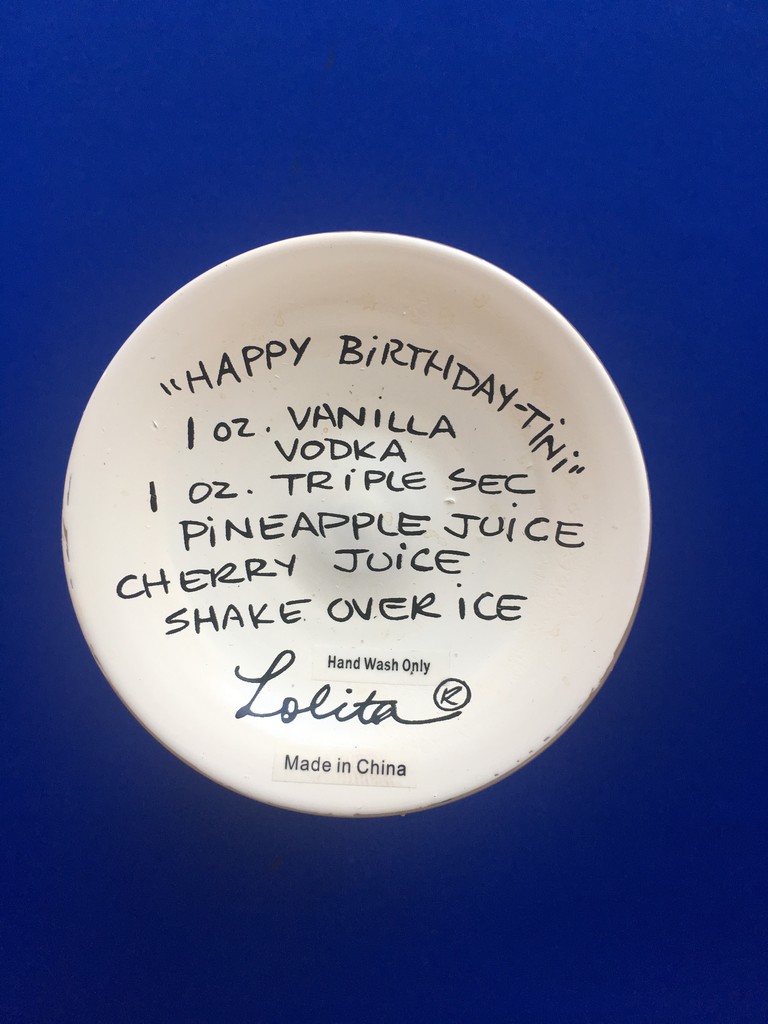 "HAPPY BiRTHDAY-TiNi"
1 OZ. VANILLA
VODKA
1 OZ. TRiPLE SEC
PiNEAPPLE JUiCE
CHERRY JUiCE
SHAKE OVER iCE
Hand Wash Only
Lolita®
Made in China